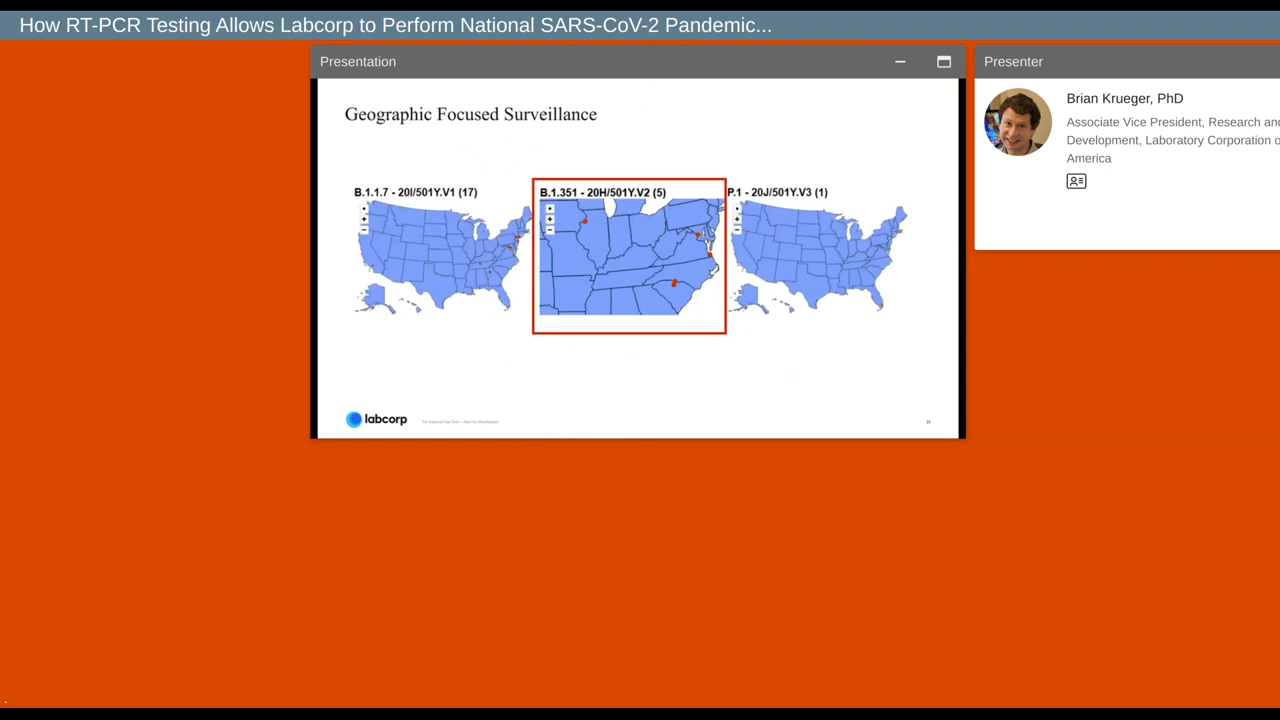 How RT-PCR Testing Allows Labcorp to Perform National SARS-CoV-2 Pandemic...
Presentation
Presenter
Geographic Focused Surveillance
Brian Krueger, PhD
Associate Vice President, Research and
Development, Laboratory Corporation o
America
B.1.1.7 - 20I/501Y.V1 (17)
B.1.351 - 20H/501Y.V2 (5)
P.1 - 20J/501Y.V3 (1)
labcorp